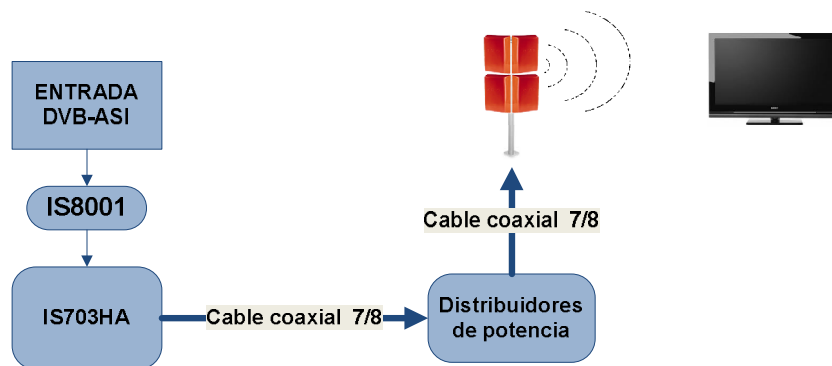 ENTRADA
DVB-ASI
IS8001
IS703HA
Cable coaxial 7/8
Distribuidores
de potencia
Cable coaxial 7/8